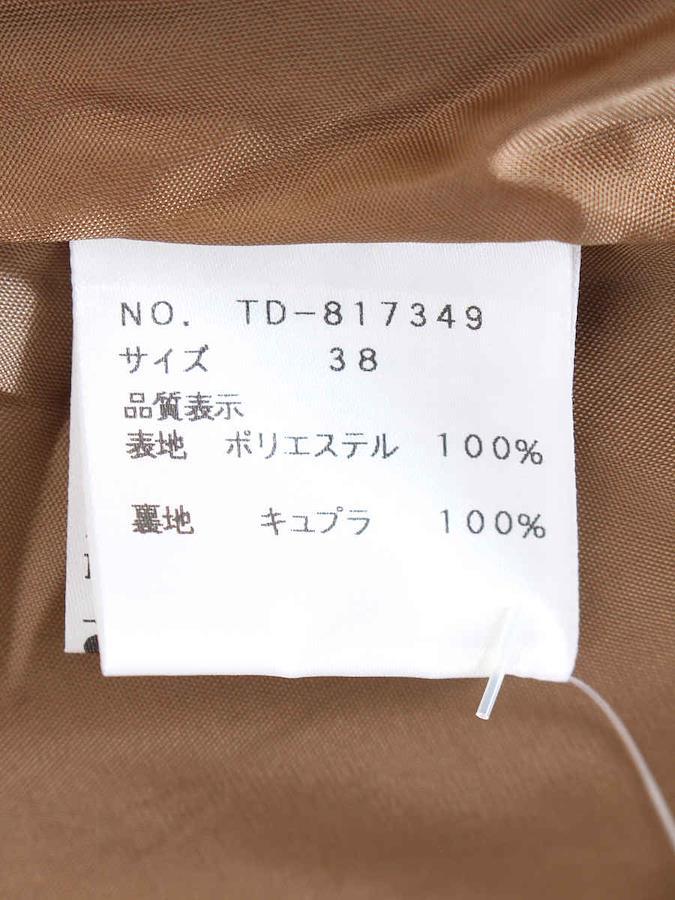 NO. TD-817349
サイズ 38
品質表示
表地 ポリエステル 100%
裏地 キュプラ 100%